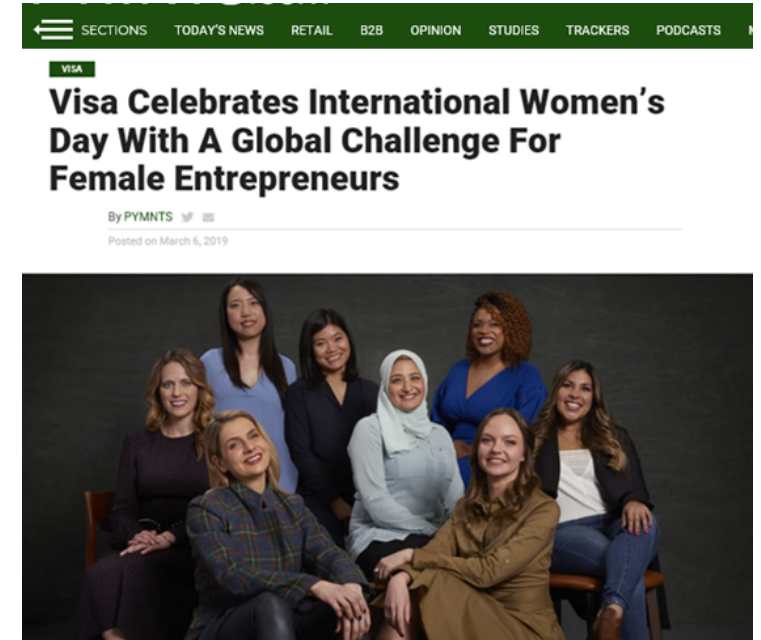 SECTIONS TODAY'S NEWS RETAIL B2B OPINION STUDIES TRACKERS PODCASTS
VISA
Visa Celebrates International Women's
Day With A Global Challenge For
Female Entrepreneurs
By PYMNTS
Posted on March 6, 2019